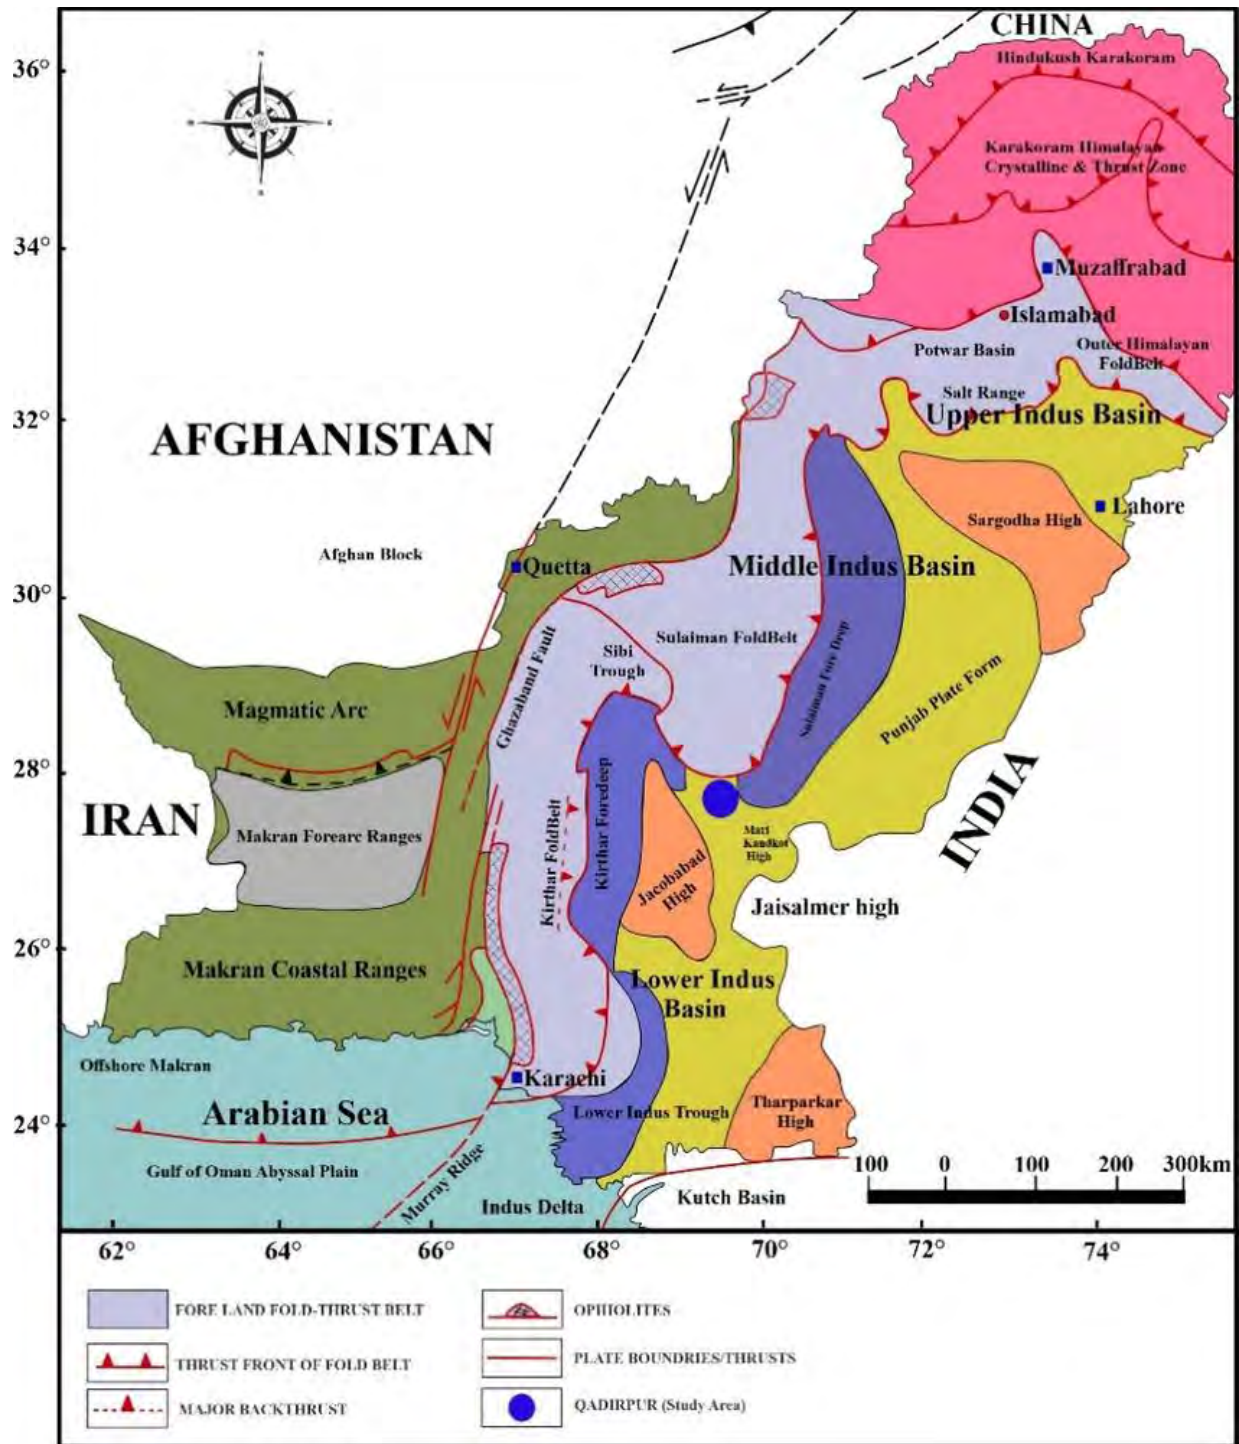 CHINA
Hindukush Karakoram
36°
N
W
E
S
Karakoram Himalayan
Crystalline & Thrust Zone
34°
Muzaffrabad
Islamabad
Potwar Basin
Outer Himalayan
FoldBelt
Salt Range
32°
Upper Indus Basin
AFGHANISTAN
Lahore
Sargodha High
Afghan Block
Quetta
Middle Indus Basin
30°
Sulaiman FoldBelt
Sibi
Trough
Ghazaband Fault
Sulaiman Fore Deep
Punjab Plate Form
Magmatic Arc
28°
IRAN
INDIA
Makran Forearc Ranges
Kirthar FoldBelt
Kirthar Foredeep
Mari
Kandkot
High
Jacobabad
High
Jaisalmer high
26°
Makran Coastal Ranges
Lower Indus
Basin
Offshore Makran
Karachi
Arabian Sea
Lower Indus Trough
Tharparkar
High
24°
Gulf of Oman Abyssal Plain
Murray Ridge
Indus Delta
Kutch Basin
100 0 100 200 300km
62° 64° 66° 68° 70° 72° 74°
FORE LAND FOLD-THRUST BELT
OPHIOLITES
THRUST FRONT OF FOLD BELT
PLATE BOUNDRIES/THRUSTS
MAJOR BACKTHRUST
QADIRPUR (Study Area)